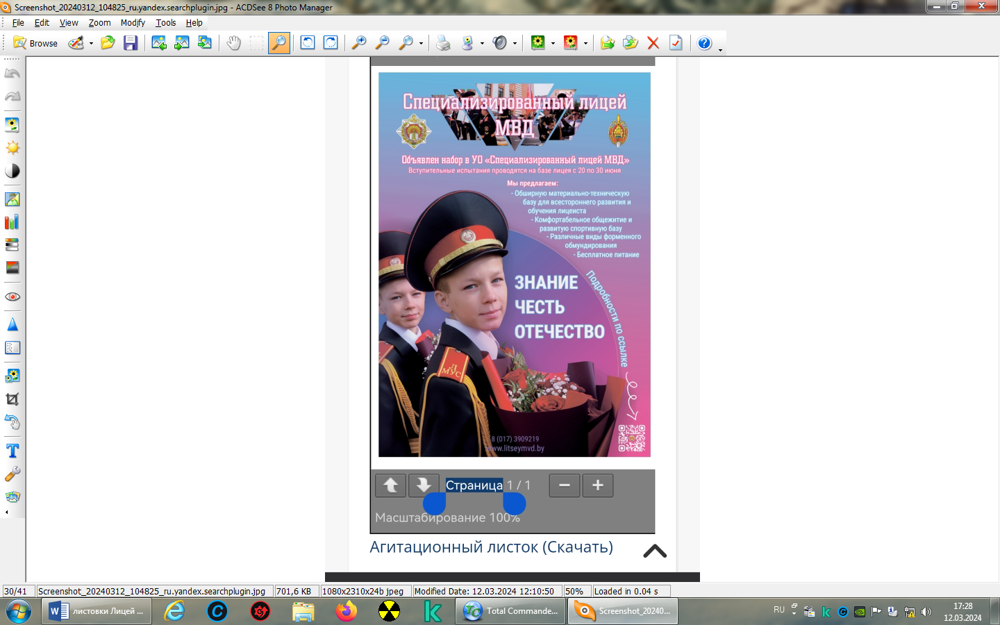 Screenshot_20240312_104825_ru.yandex.searchplugin.jpg - ACDSee 8 Photo Manager
File Edit View Zoom Modify Tools Help
Browse
Специализированный лицей
МВД
Объявлен набор в УО «Специализированный лицей МВД»
Вступительные испытания проводятся на базе лицея с 20 по 30 июня
Мы предлагаем:
- Обширную материально-техническую
базу для всестороннего развития и
обучения лицеиста
- Комфортабельное общежитие и
развитую спортивную базу
- Различные виды форменного
обмундирования
- Бесплатное питание
ЗНАНИЕ
ЧЕСТЬ
ОТЕЧЕСТВО
Подробности по ссылке
Л
МУС
8 (017) 3909219
www.litseymvd.by
Страница 1 / 1
Масштабирование 100%
Агитационный листок (Скачать)
30/41 Screenshot_20240312_104825_ru.yandex.searchplugin.jpg 701,6 KB 1080x2310x24b jpeg Modified Date: 12.03.2024 12:10:50 50% Loaded in 0.04 s
листовки Лицей ... Total Commande... Screenshot_20240... RU 17:28
12.03.2024